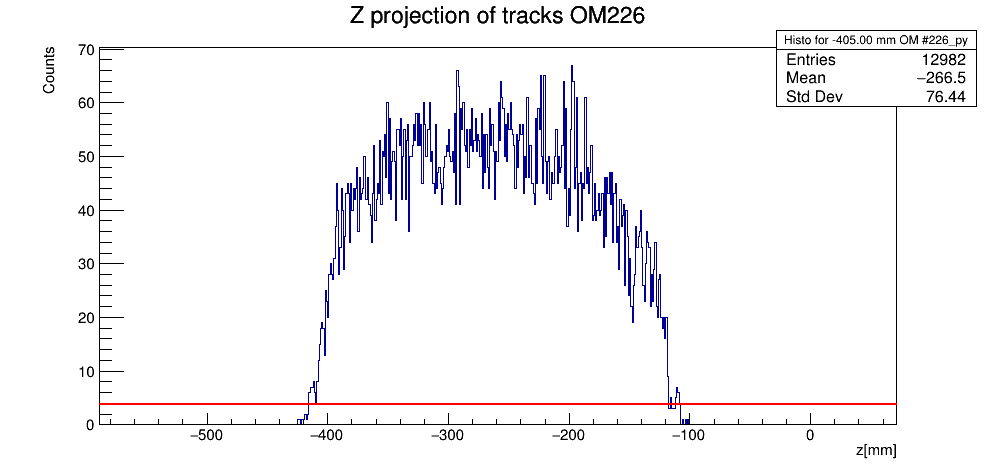 Z projection of tracks OM226
Histo for -405.00 mm OM #226_py
Entries 12982
Mean −266.5
Std Dev 76.44
Counts
70
60
50
40
30
20
10
0
−500 −400 −300 −200 −100 0
z[mm]